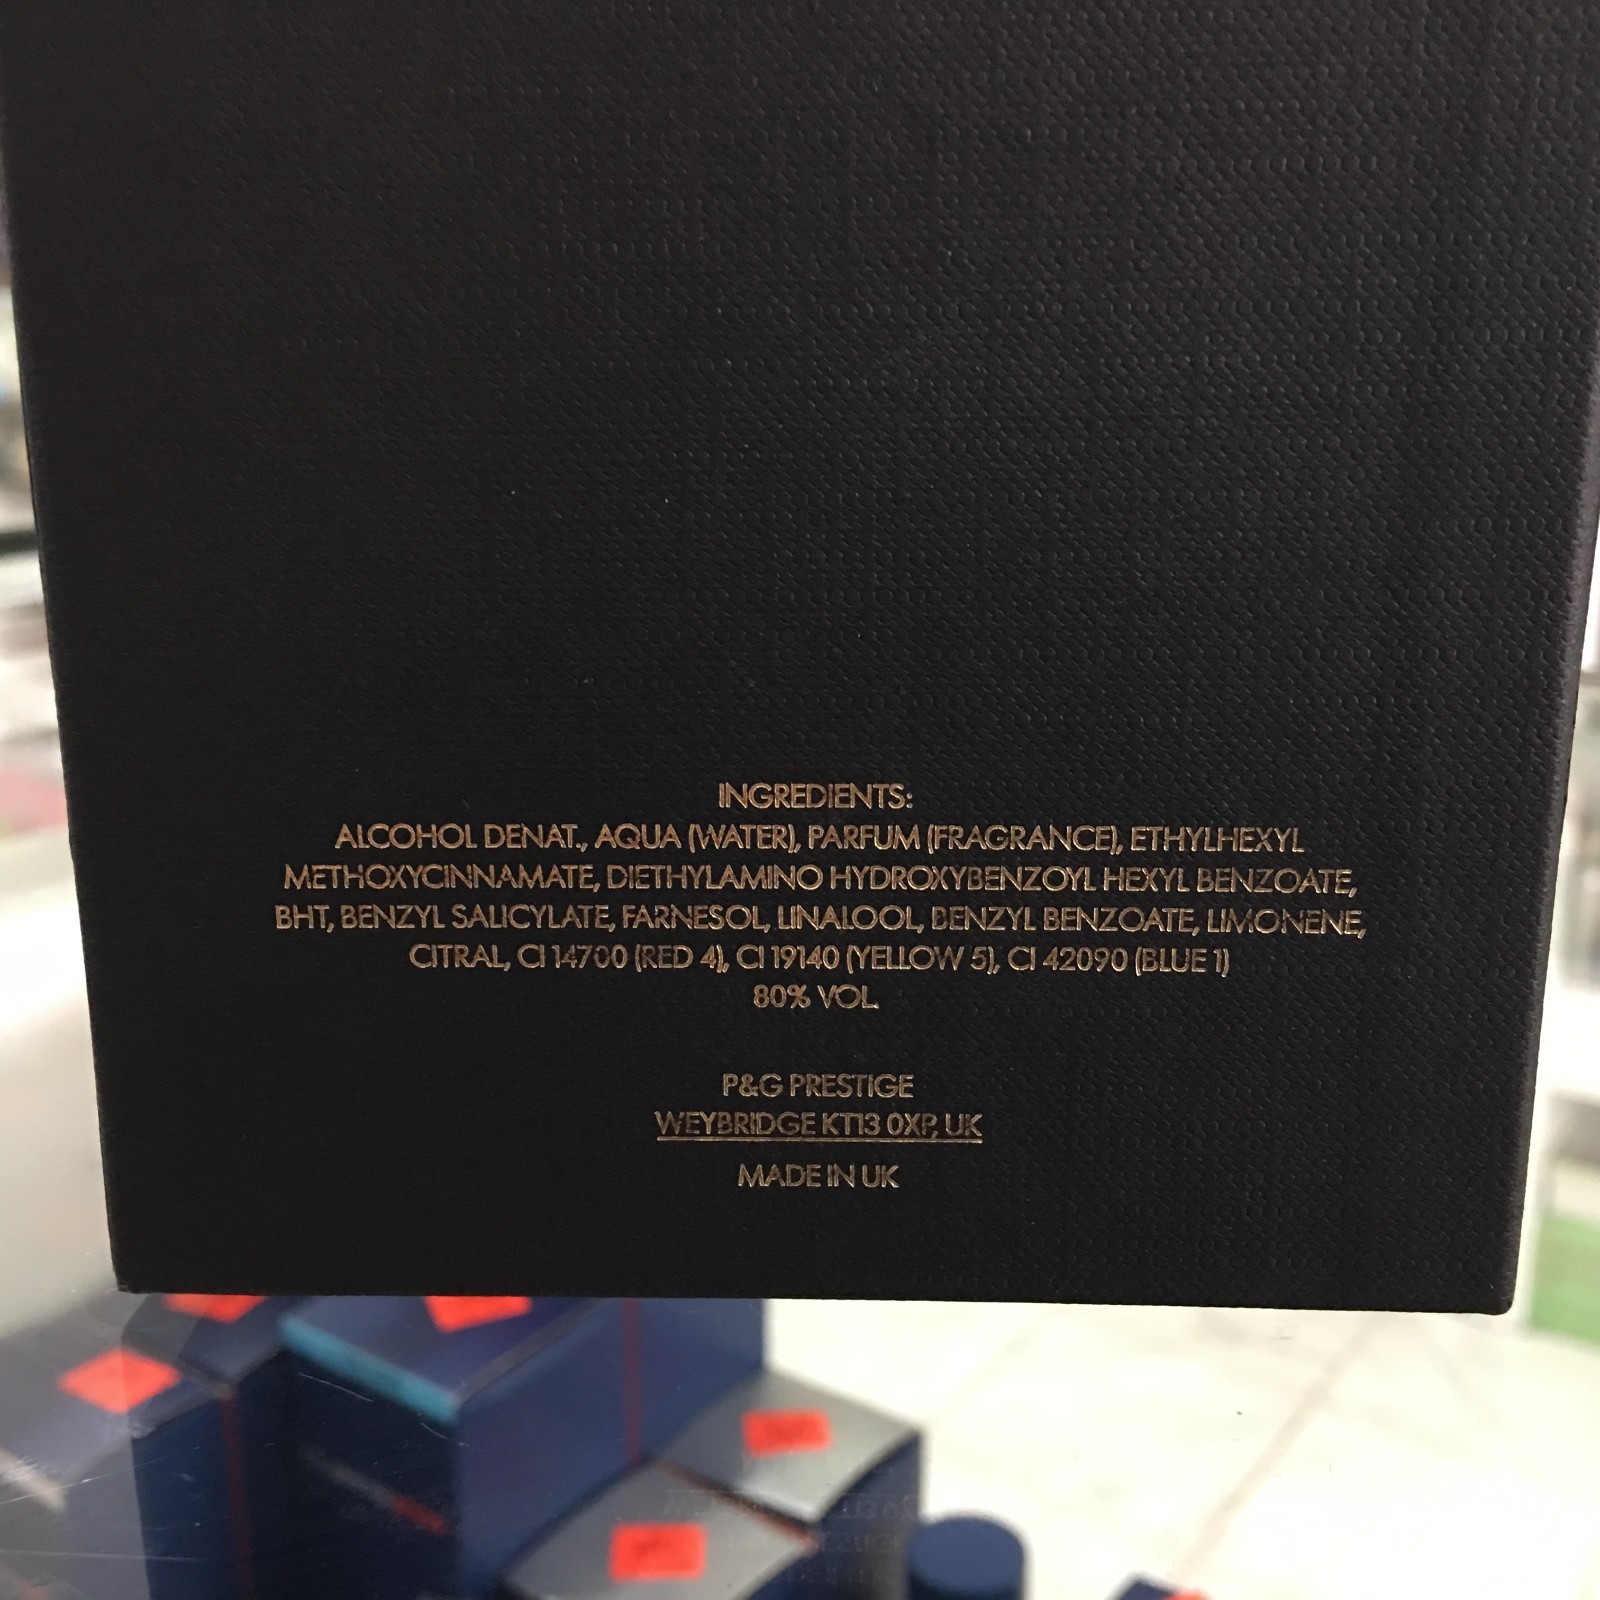 INGREDIENTS:
ALCOHOL DENAT., AQUA (WATER), PARFUM (FRAGRANCE), ETHYLHEXYL
METHOXYCINNAMATE, DIETHYLAMINO HYDROXYBENZOYL HEXYL BENZOATE,
BHT, BENZYL SALICYLATE, FARNESOL, LINALOOL, BENZYL BENZOATE, LIMONENE,
CITRAL, CI 14700 (RED 4), CI 19140 (YELLOW 5), CI 42090 (BLUE 1)
80% VOL.
P&G PRESTIGE
WEYBRIDGE KT13 0XP, UK
MADE IN UK